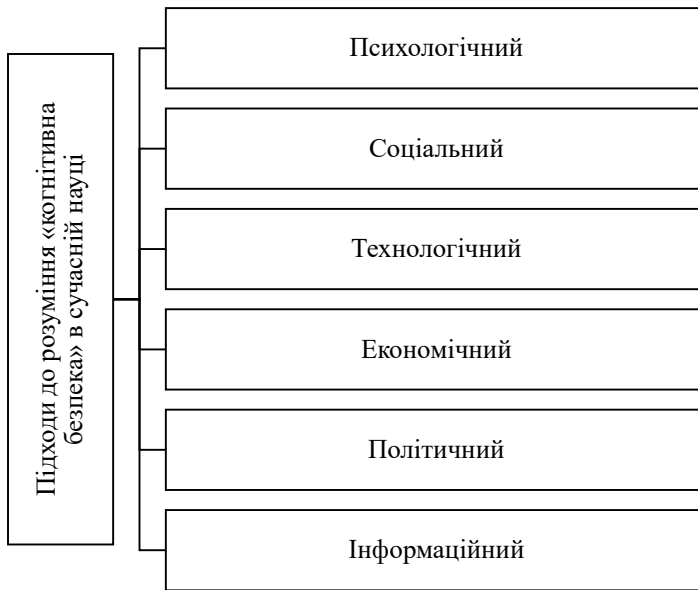 Підходи до розуміння «когнітивна
безпека» в сучасній науці
Психологічний
Соціальний
Технологічний
Економічний
Політичний
Інформаційний